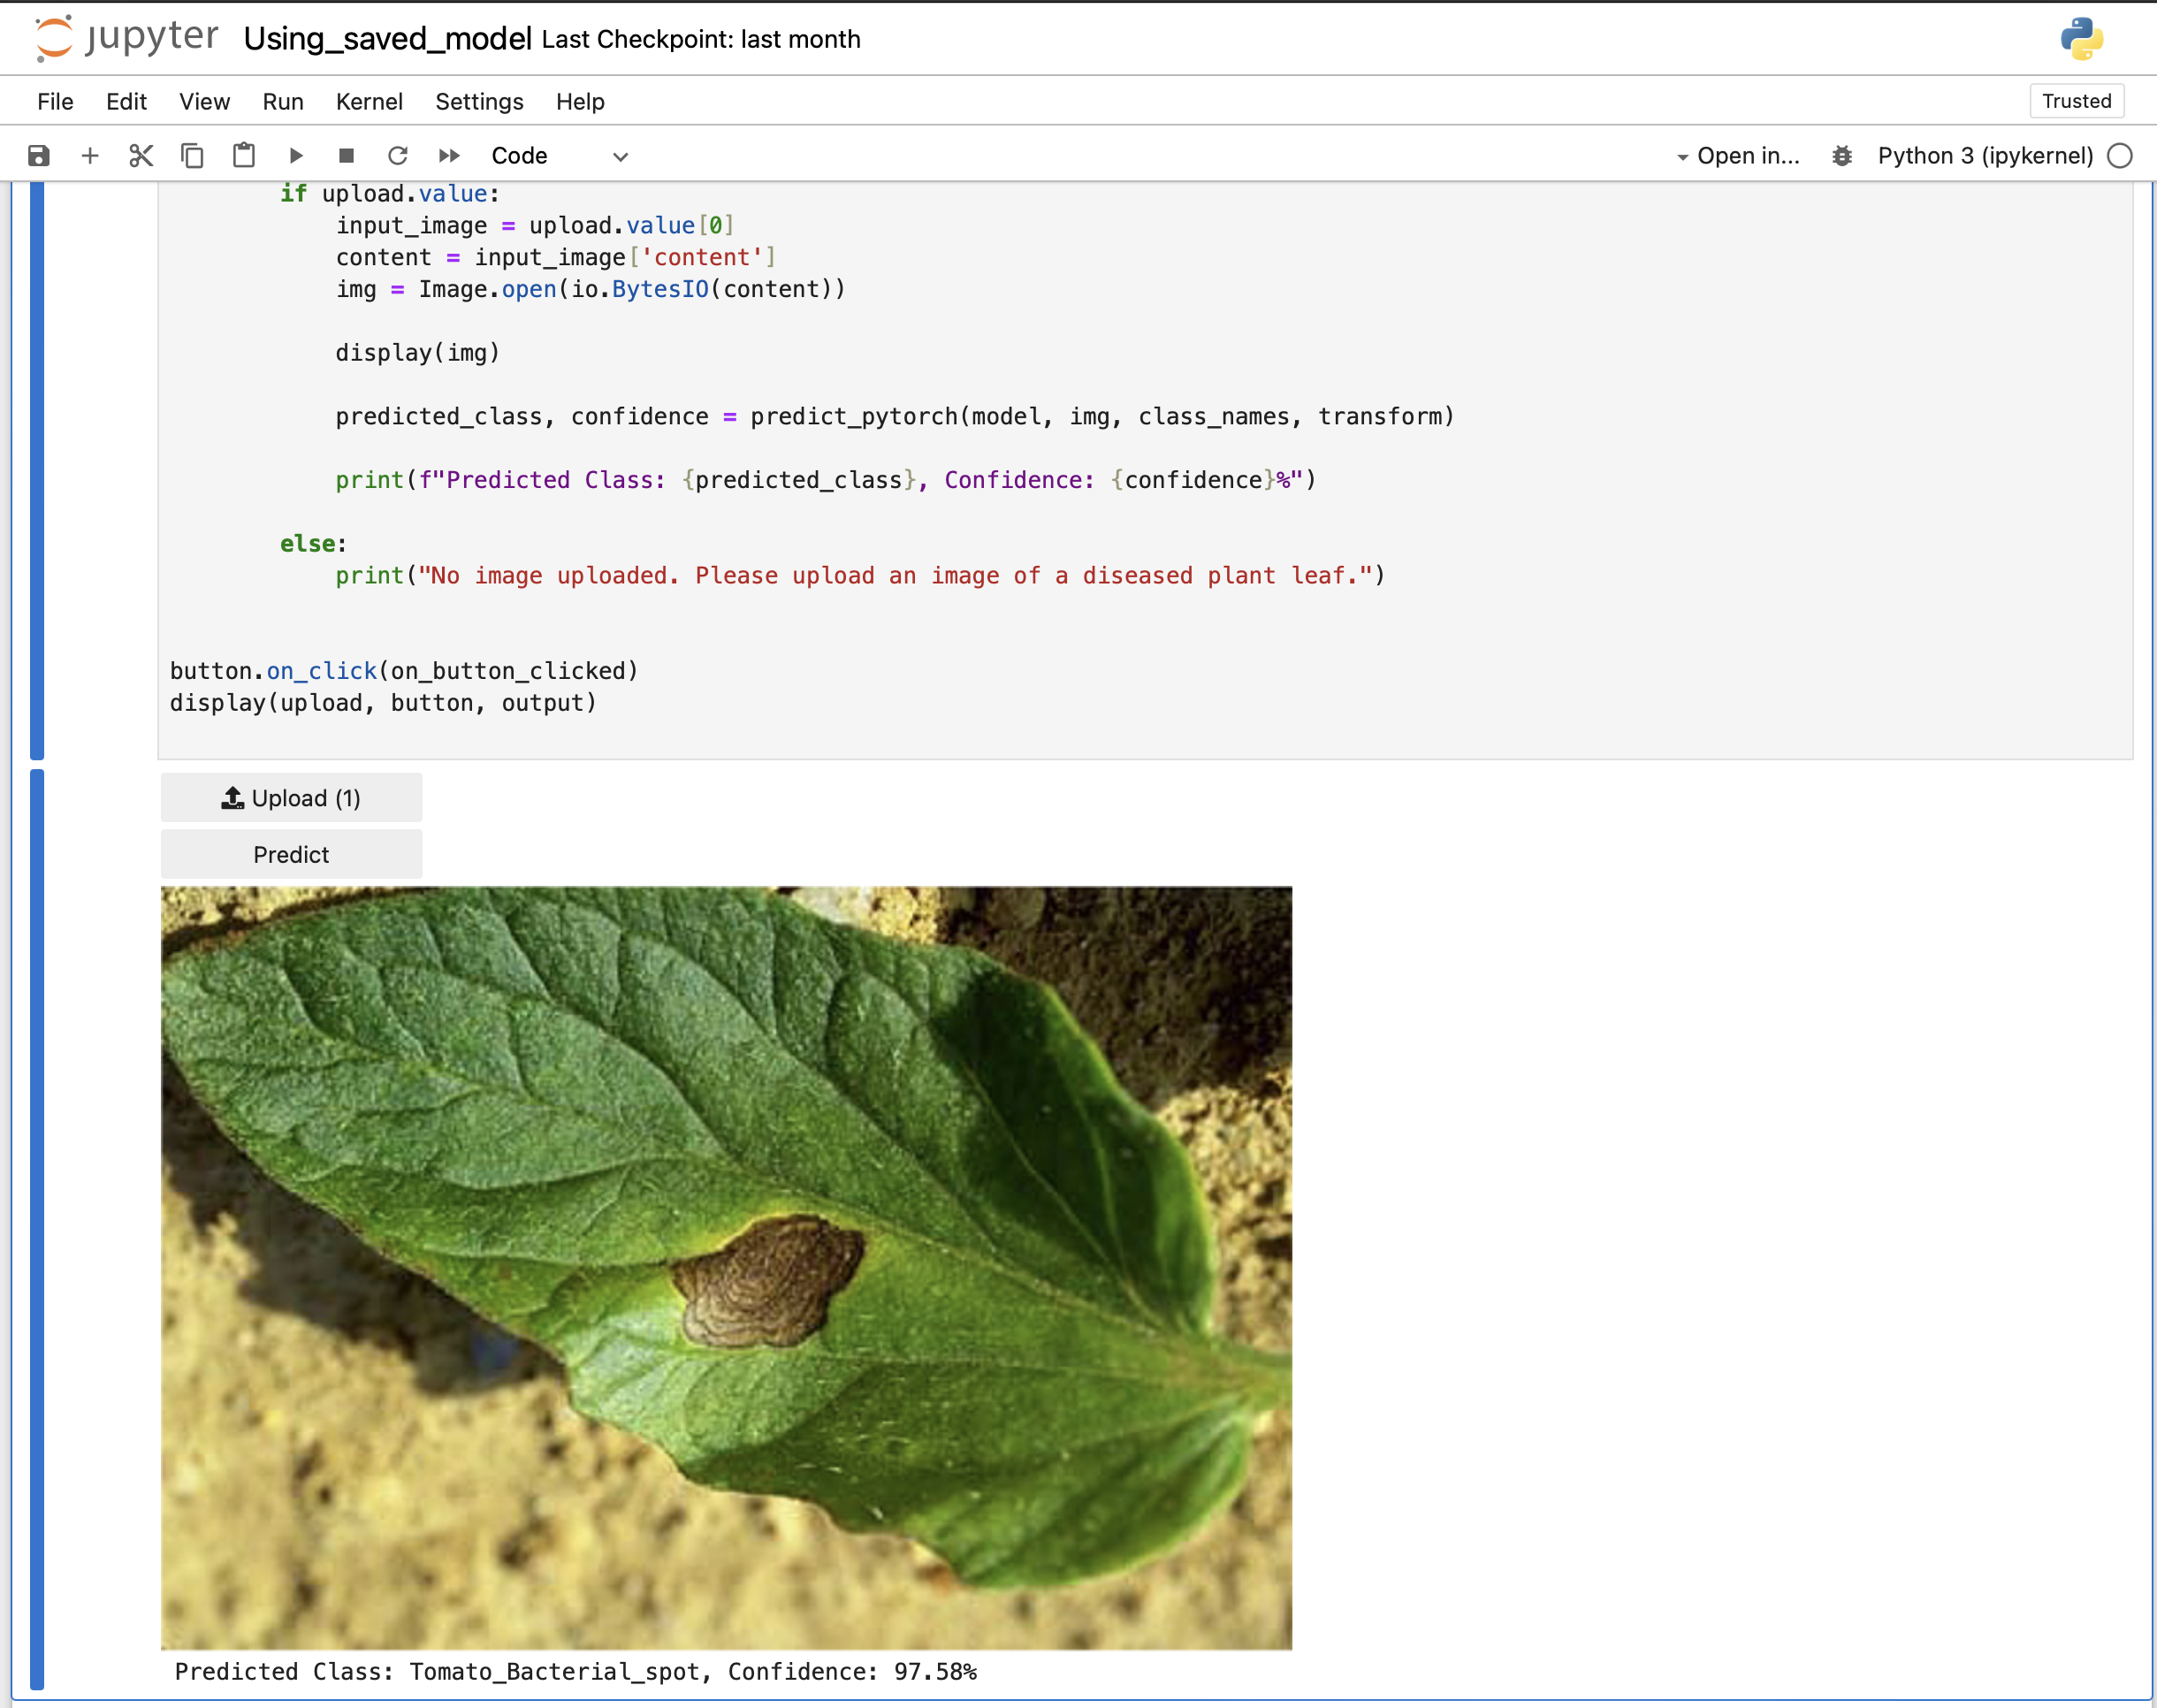 jupyter Using_saved_model Last Checkpoint: last month
File Edit View Run Kernel Settings Help Trusted
Code Open in... Python 3 (ipykernel)
        if upload.value:
            input_image = upload.value[0]
            content = input_image['content']
            img = Image.open(io.BytesIO(content))
            display(img)
            predicted_class, confidence = predict_pytorch(model, img, class_names, transform)
            print(f"Predicted Class: {predicted_class}, Confidence: {confidence}%")
        else:
            print("No image uploaded. Please upload an image of a diseased plant leaf.")
button.on_click(on_button_clicked)
display(upload, button, output)
Upload (1)
Predict
Predicted Class: Tomato_Bacterial_spot, Confidence: 97.58%